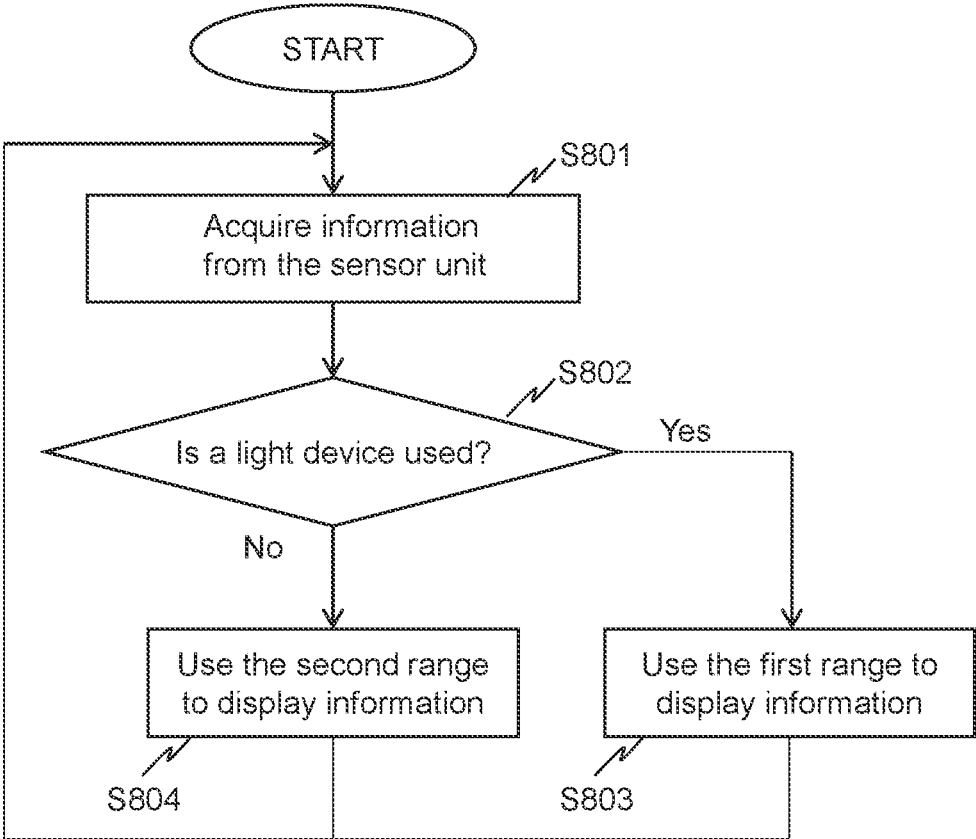 START
S801
Acquire information
from the sensor unit
S802
Is a light device used?
Yes
No
Use the second range
to display information
Use the first range to
display information
S804
S803